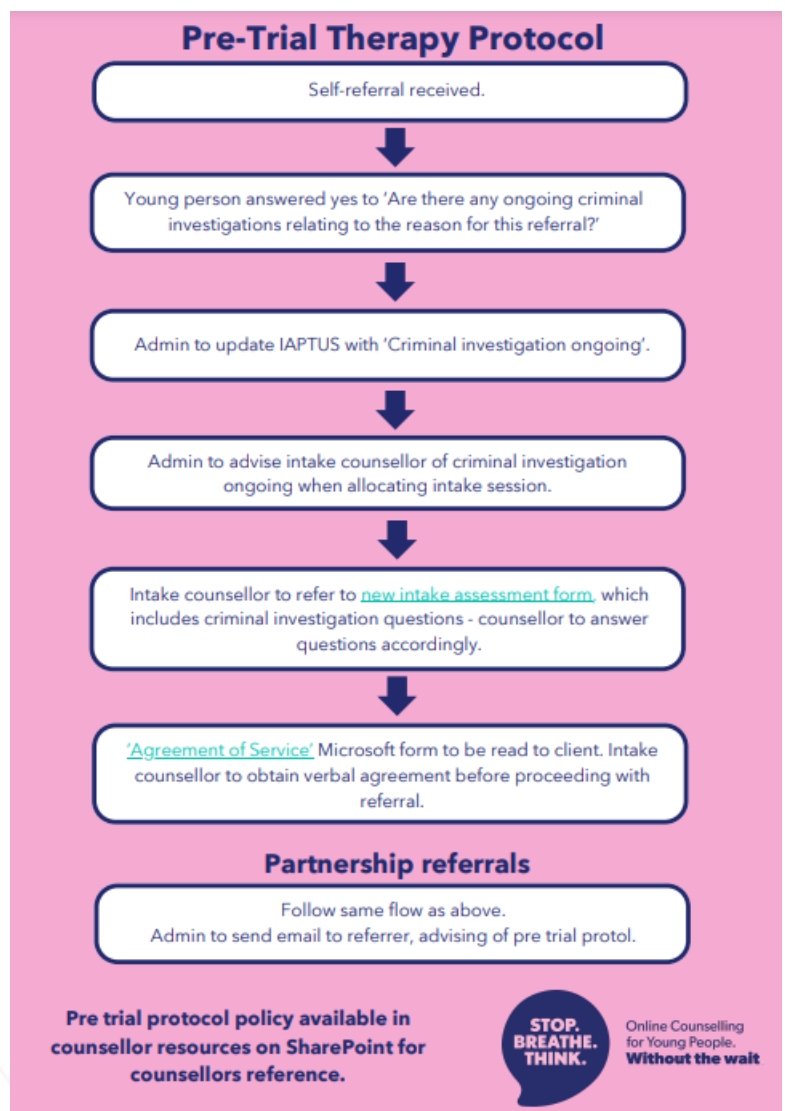 Pre-Trial Therapy Protocol
Self-referral received.
Young person answered yes to ‘Are there any ongoing criminal
investigations relating to the reason for this referral?’
Admin to update IAPTUS with ‘Criminal investigation ongoing’.
Admin to advise intake counsellor of criminal investigation
ongoing when allocating intake session.
Intake counsellor to refer to new intake assessment form, which
includes criminal investigation questions - counsellor to answer
questions accordingly.
‘Agreement of Service’ Microsoft form to be read to client. Intake
counsellor to obtain verbal agreement before proceeding with
referral.
Partnership referrals
Follow same flow as above.
Admin to send email to referrer, advising of pre trial protol.
Pre trial protocol policy available in
counsellor resources on SharePoint for
counsellors reference.
STOP.
BREATHE.
THINK.
Online Counselling
for Young People.
Without the wait